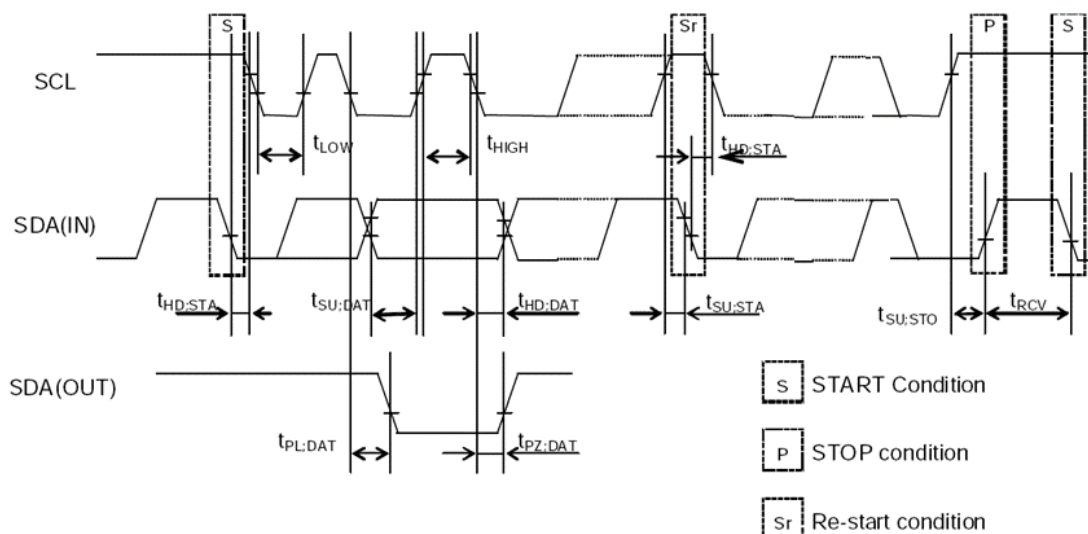 S Sr P S
SCL
tLOW tHIGH tHD;STA
SDA(IN)
tHD;STA tSU;DAT tHD;DAT tSU;STA tSU;STO tRCV
SDA(OUT)
tPL;DAT tPZ;DAT
S START Condition
P STOP condition
Sr Re-start condition